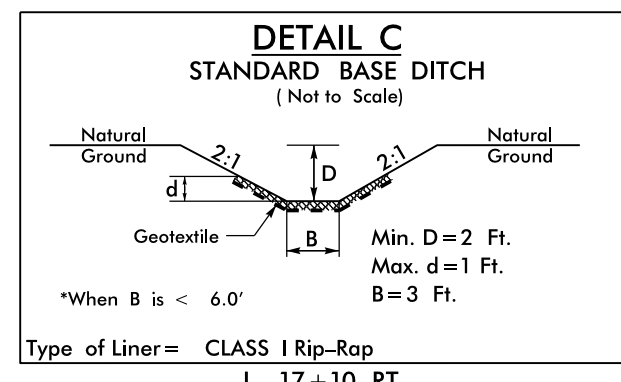 DETAIL C
STANDARD BASE DITCH
( Not to Scale)
Natural
Ground
2:1
D
2:1
Natural
Ground
d
Geotextile
B
Min. D=2 Ft.
Max. d=1 Ft.
B=3 Ft.
*When B is < 6.0'
Type of Liner= CLASS I Rip-Rap